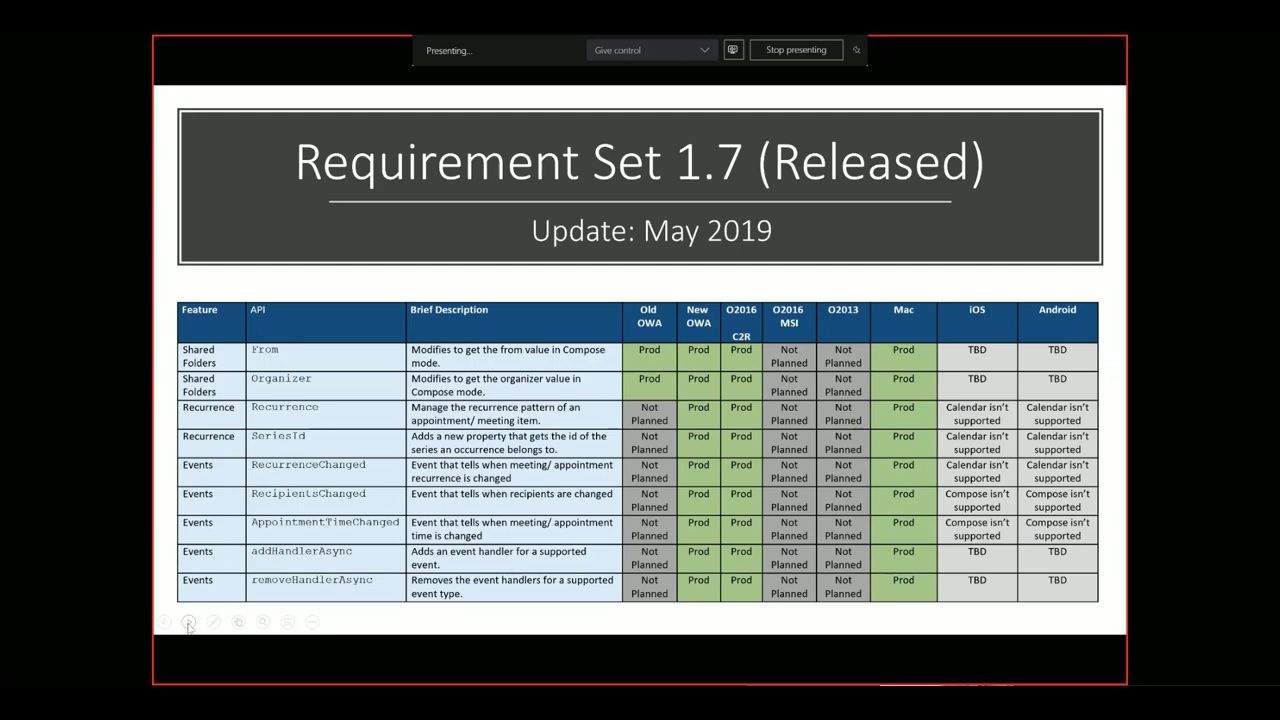 Presenting...
Give control
Stop presenting
Requirement Set 1.7 (Released)
Update: May 2019
Feature API Brief Description Old OWA New OWA O2016 C2R O2016 MSI O2013 Mac iOS Android
Shared Folders From Modifies to get the from value in Compose mode. Prod Prod Prod Not Planned Not Planned Prod TBD TBD
Shared Folders Organizer Modifies to get the organizer value in Compose mode. Prod Prod Prod Not Planned Not Planned Prod TBD TBD
Recurrence Recurrence Manage the recurrence pattern of an appointment/ meeting item. Not Planned Prod Prod Not Planned Not Planned Prod Calendar isn't supported Calendar isn't supported
Recurrence SeriesId Adds a new property that gets the id of the series an occurrence belongs to. Not Planned Prod Prod Not Planned Not Planned Prod Calendar isn't supported Calendar isn't supported
Events RecurrenceChanged Event that tells when meeting/ appointment recurrence is changed Not Planned Prod Prod Not Planned Not Planned Prod Calendar isn't supported Calendar isn't supported
Events RecipientsChanged Event that tells when recipients are changed Not Planned Prod Prod Not Planned Not Planned Prod Compose isn't supported Compose isn't supported
Events AppointmentTimeChanged Event that tells when meeting/ appointment time is changed Not Planned Prod Prod Not Planned Not Planned Prod Compose isn't supported Compose isn't supported
Events addHandlerAsync Adds an event handler for a supported event. Not Planned Prod Prod Not Planned Not Planned Prod TBD TBD
Events removeHandlerAsync Removes the event handlers for a supported event type. Not Planned Prod Prod Not Planned Not Planned Prod TBD TBD